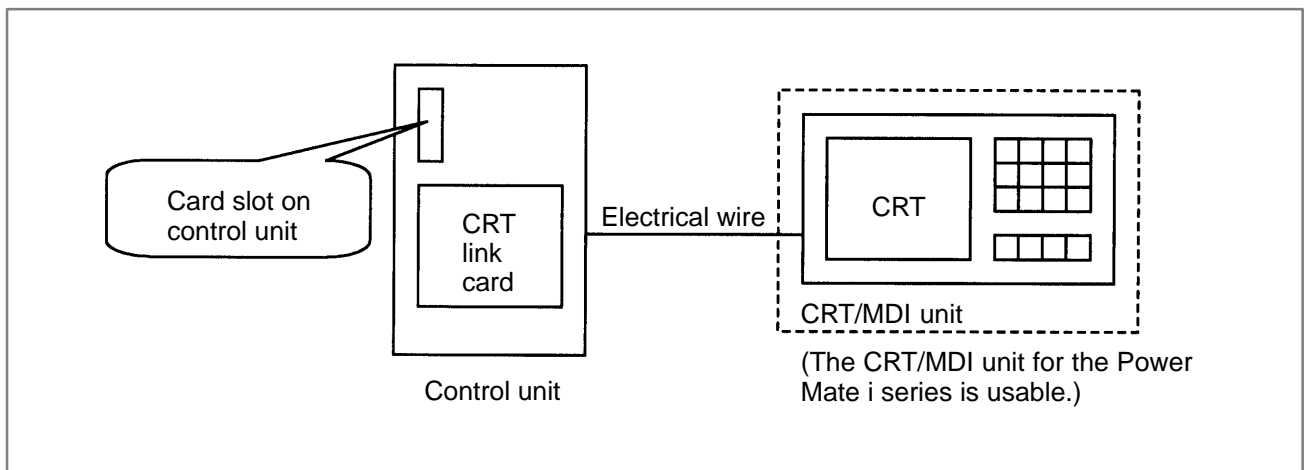 Card slot on
control unit
CRT
link
card
Electrical wire
CRT
CRT/MDI unit
(The CRT/MDI unit for the Power
Mate i series is usable.)
Control unit